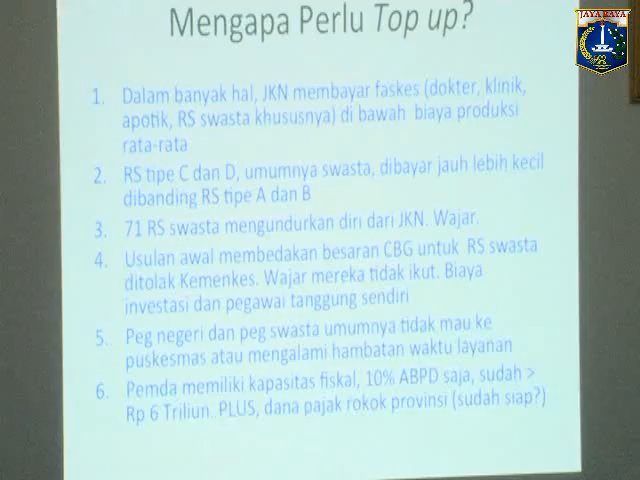 Mengapa Perlu Top up?
JAYA RAYA
1. Dalam banyak hal, JKN membayar faskes (dokter, klinik,
apotik, RS swasta khususnya) di bawah biaya produksi
rata-rata
2. RS tipe C dan D, umumnya swasta, dibayar jauh lebih kecil
dibanding RS tipe A dan B
3. 71 RS swasta mengundurkan diri dari JKN. Wajar.
4. Usulan awal membedakan besaran CBG untuk RS swasta
ditolak Kemenkes. Wajar mereka tidak ikut. Biaya
investasi dan pegawai tanggung sendiri
5. Peg negeri dan peg swasta umumnya tidak mau ke
puskesmas atau mengalami hambatan waktu layanan
6. Pemda memiliki kapasitas fiskal, 10% ABPD saja, sudah >
Rp 6 Triliun. PLUS, dana pajak rokok provinsi (sudah siap?)